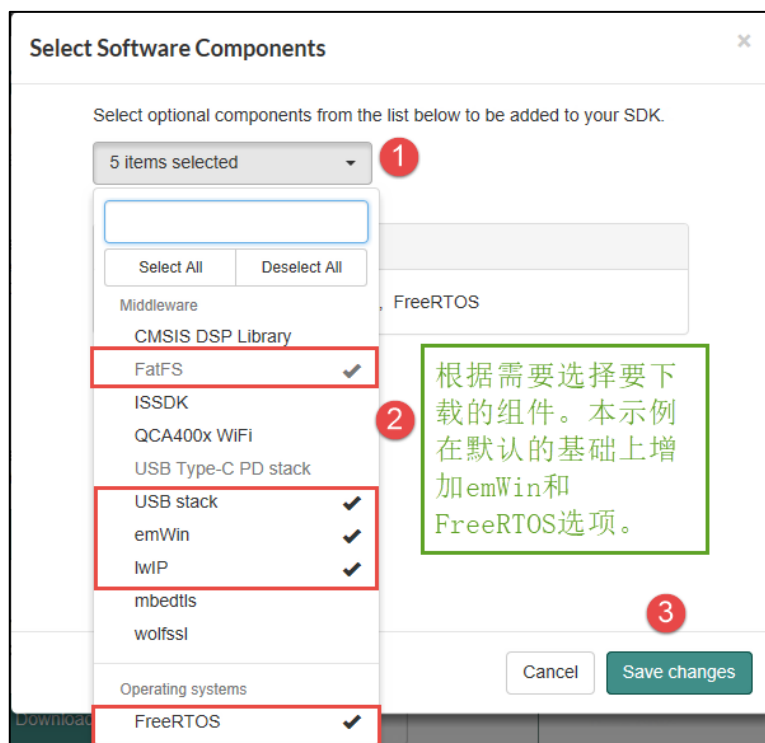 Select Software Components
×
Select optional components from the list below to be added to your SDK.
5 items selected
1
Select All
Deselect All
, FreeRTOS
Middleware
CMSIS DSP Library
FatFS
ISSDK
QCA400x WiFi
USB Type-C PD stack
USB stack
emWin
lwIP
mbedtls
wolfssl
2
根据需要选择要下
载的组件。本示例
在默认的基础上增
加emWin和
FreeRTOS选项。
3
Cancel
Save changes
Operating systems
FreeRTOS